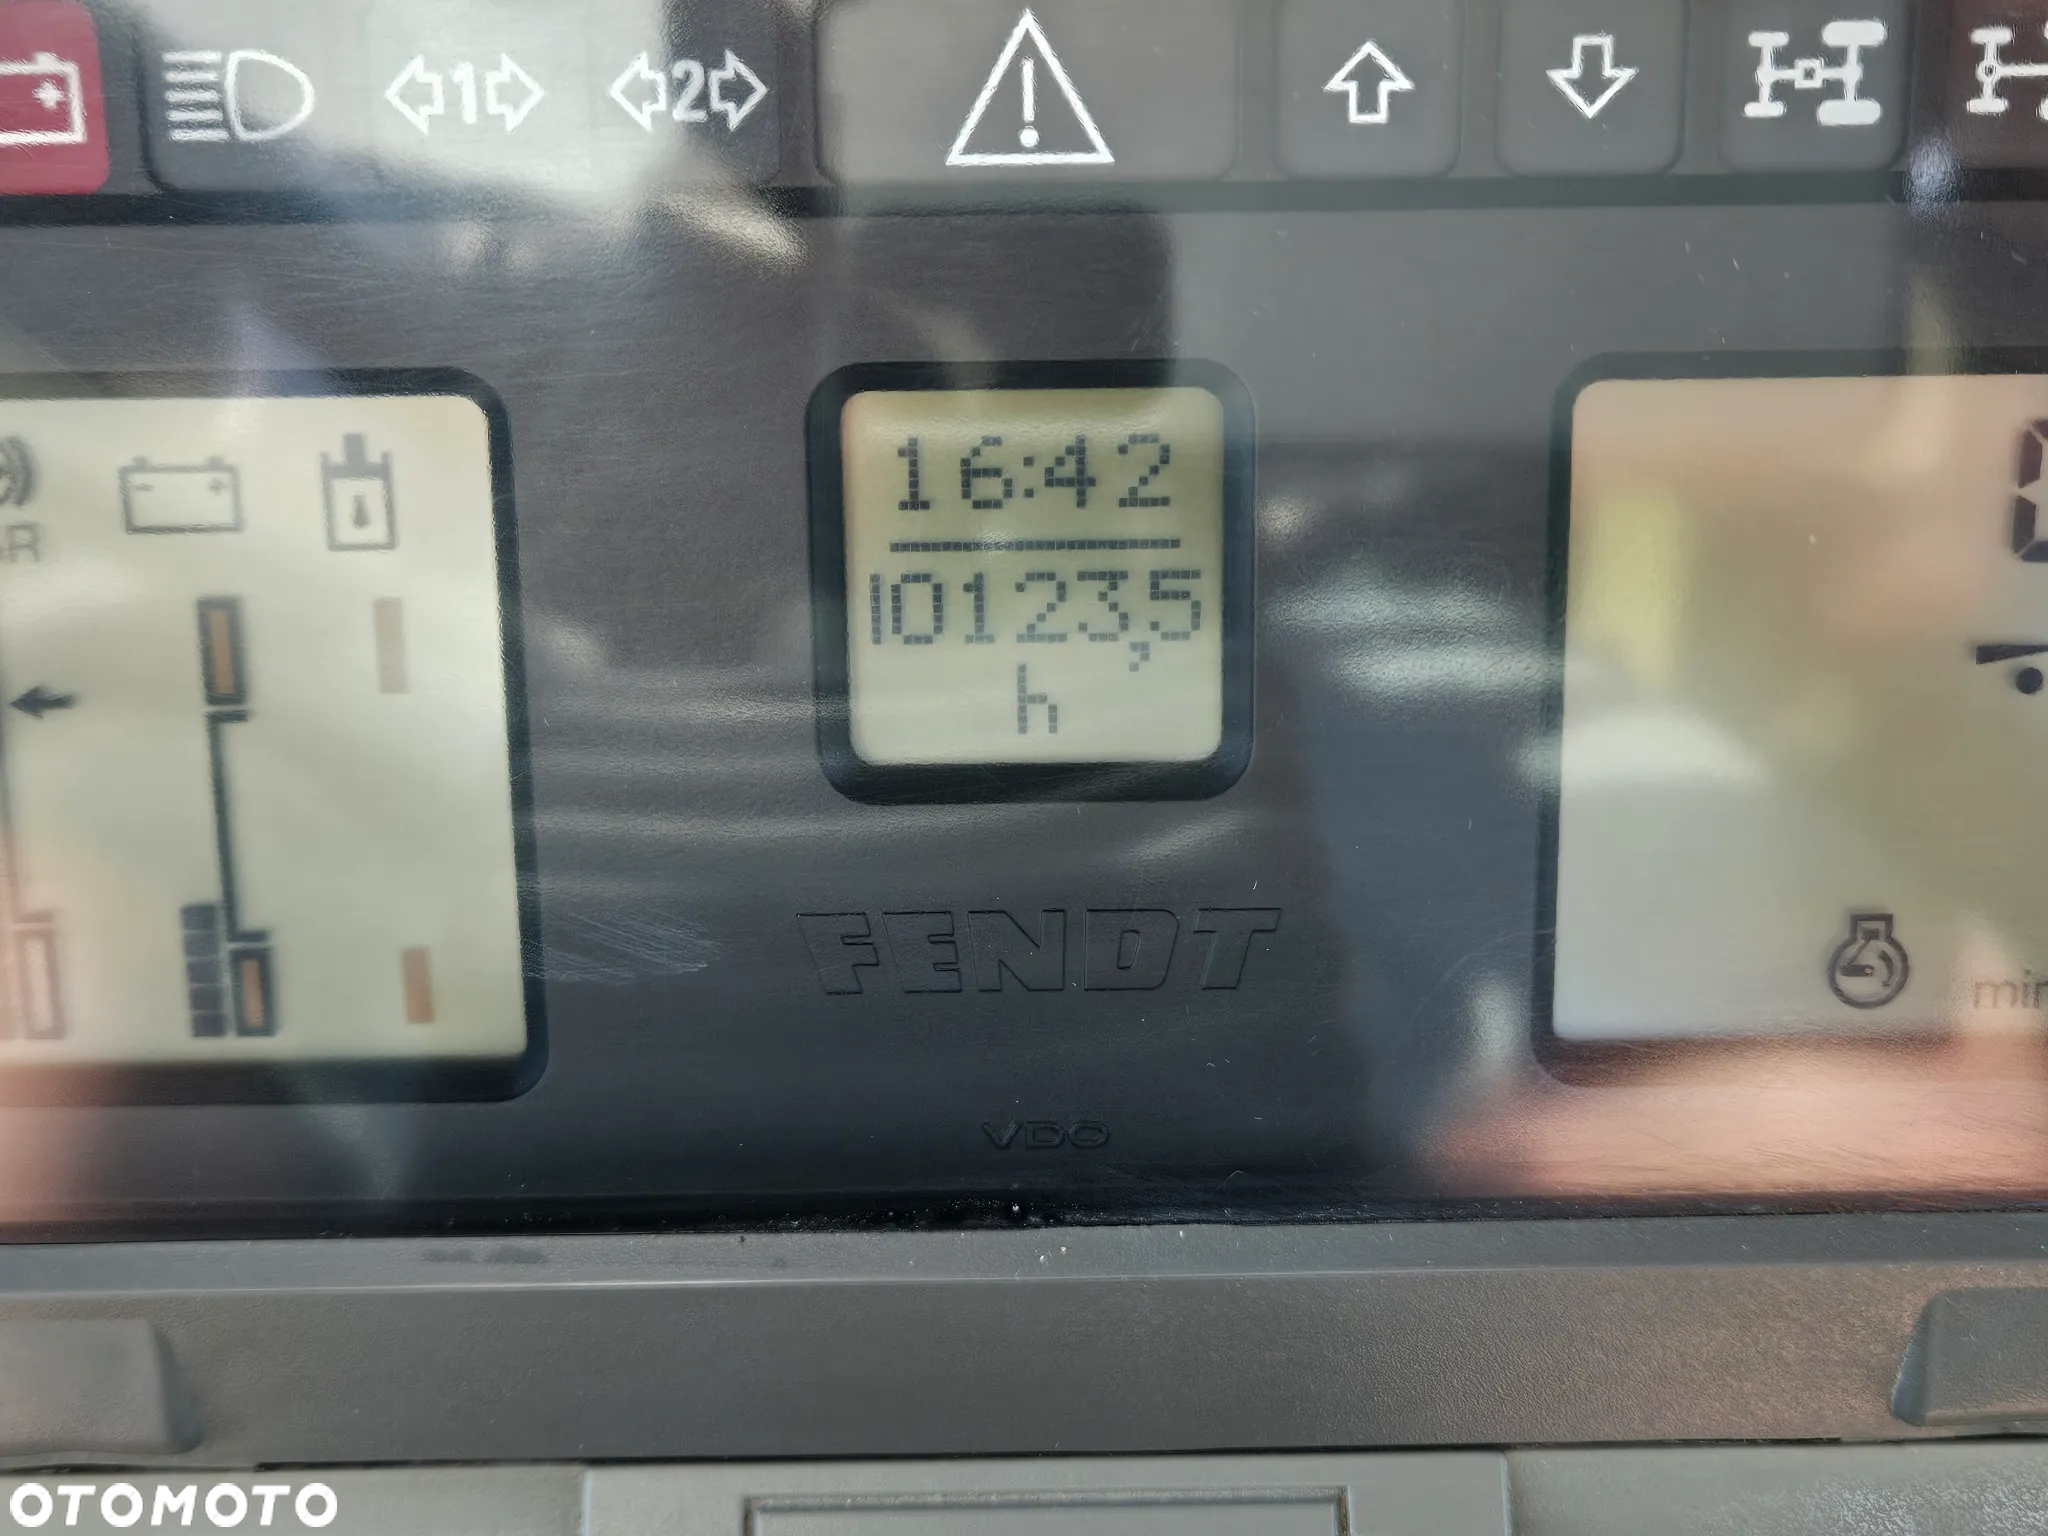 1
2
16:42
10123,5
h
FENDT
VDO
OTOMOTO